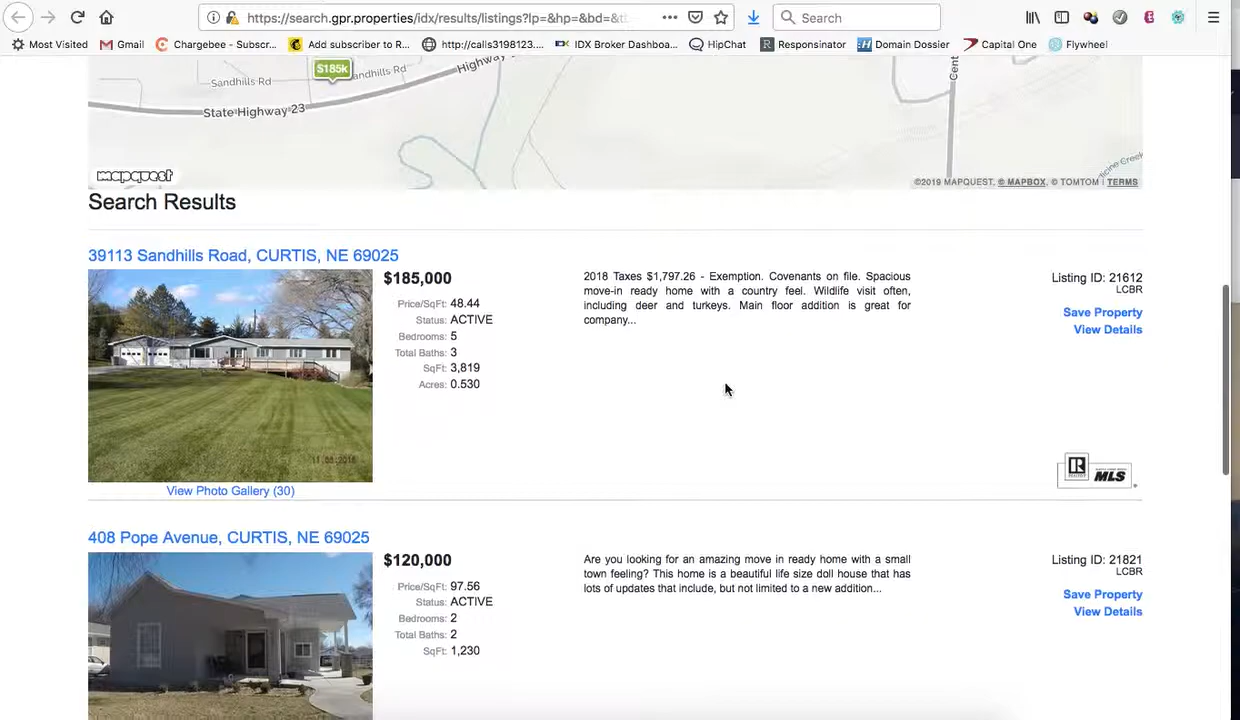 https://search.gpr.properties/idx/results/listings?lp=&hp=&bd=&t
Search
Most Visited
Gmail
Chargebee - Subscr...
Add subscriber to R...
http://calls3198123....
IDX Broker Dashboa...
HipChat
Responinator
Domain Dossier
Capital One
Flywheel
$185k
Sandhills Rd
andhills Rd
Highway
Cent
State Highway 23
icine Creek
mapquest
©2019 MAPQUEST, © MAPBOX, © TOMTOM | TERMS
Search Results
39113 Sandhills Road, CURTIS, NE 69025
$185,000
Price/SqFt: 48.44
Status: ACTIVE
Bedrooms: 5
Total Baths: 3
SqFt: 3,819
Acres: 0.530
2018 Taxes $1,797.26 - Exemption. Covenants on file. Spacious
move-in ready home with a country feel. Wildlife visit often,
including deer and turkeys. Main floor addition is great for
company...
Listing ID: 21612
LCBR
Save Property
View Details
R
MLS
View Photo Gallery (30)
408 Pope Avenue, CURTIS, NE 69025
$120,000
Price/SqFt: 97.56
Status: ACTIVE
Bedrooms: 2
Total Baths: 2
SqFt: 1,230
Are you looking for an amazing move in ready home with a small
town feeling? This home is a beautiful life size doll house that has
lots of updates that include, but not limited to a new addition...
Listing ID: 21821
LCBR
Save Property
View Details